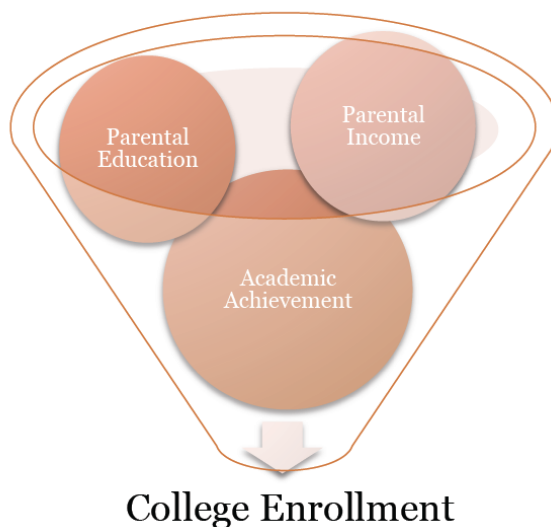 Parental
Education
Parental
Income
Academic
Achievement
College Enrollment